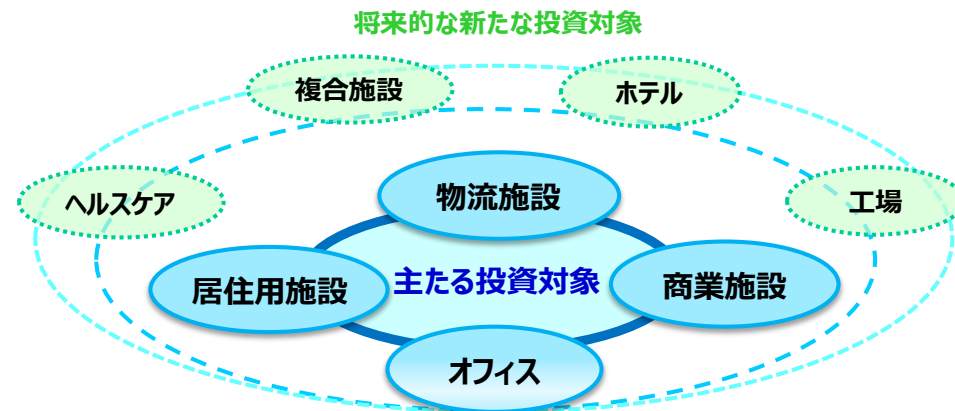 将来的な新たな投資対象
複合施設
ホテル
ヘルスケア
工場
物流施設
居住用施設
主たる投資対象
商業施設
オフィス